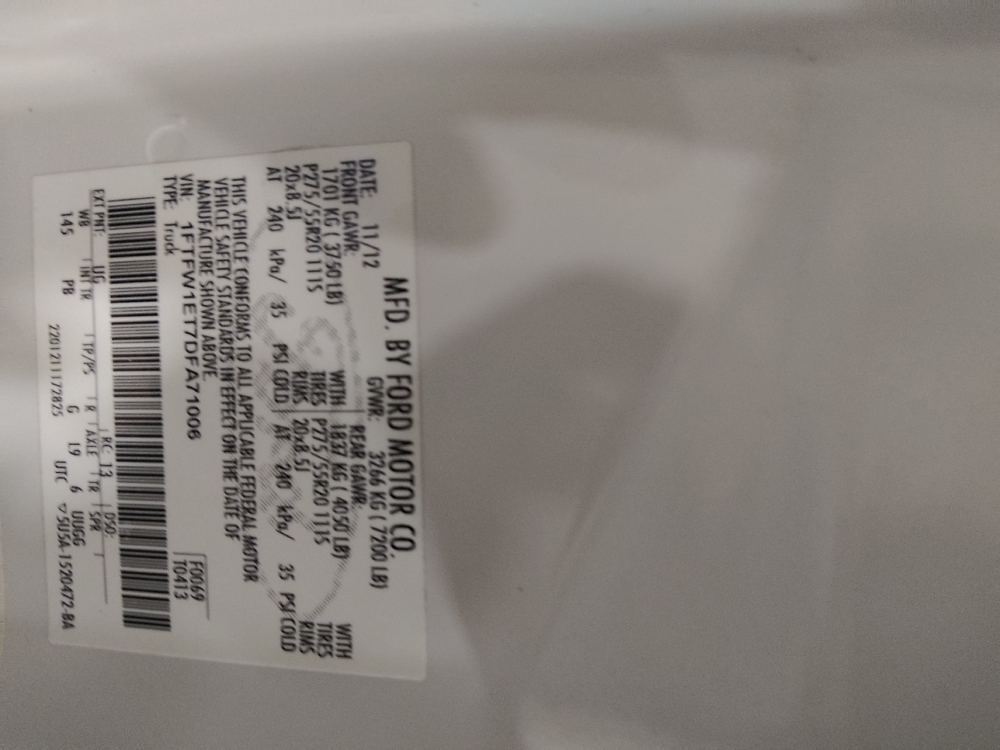 MFD. BY FORD MOTOR CO.
DATE: 11/12 GVWR: 3266 KG ( 7200 LB)
FRONT GAWR: REAR GAWR: WITH
1701 KG ( 3750 LB) WITH 1837 KG ( 4050 LB) TIRES
P275/55R20 111S TIRES P275/55R20 111S RIMS
20x8.5J RIMS 20x8.5J
AT 240 kPa/ 35 PSI COLD AT 240 kPa/ 35 PSI COLD
THIS VEHICLE CONFORMS TO ALL APPLICABLE FEDERAL MOTOR
VEHICLE SAFETY STANDARDS IN EFFECT ON THE DATE OF
MANUFACTURE SHOWN ABOVE.
VIN: 1FTFW1ET7DFA71006 F0069
TYPE: Truck T0413
EXT PNT: UG RC: 13 DSO:
WB INT TR TP/PS R AXLE TR SPR
145 PB G L9 6 UUGG
2201211172825 UTC ▽5U5A-1520472-BA